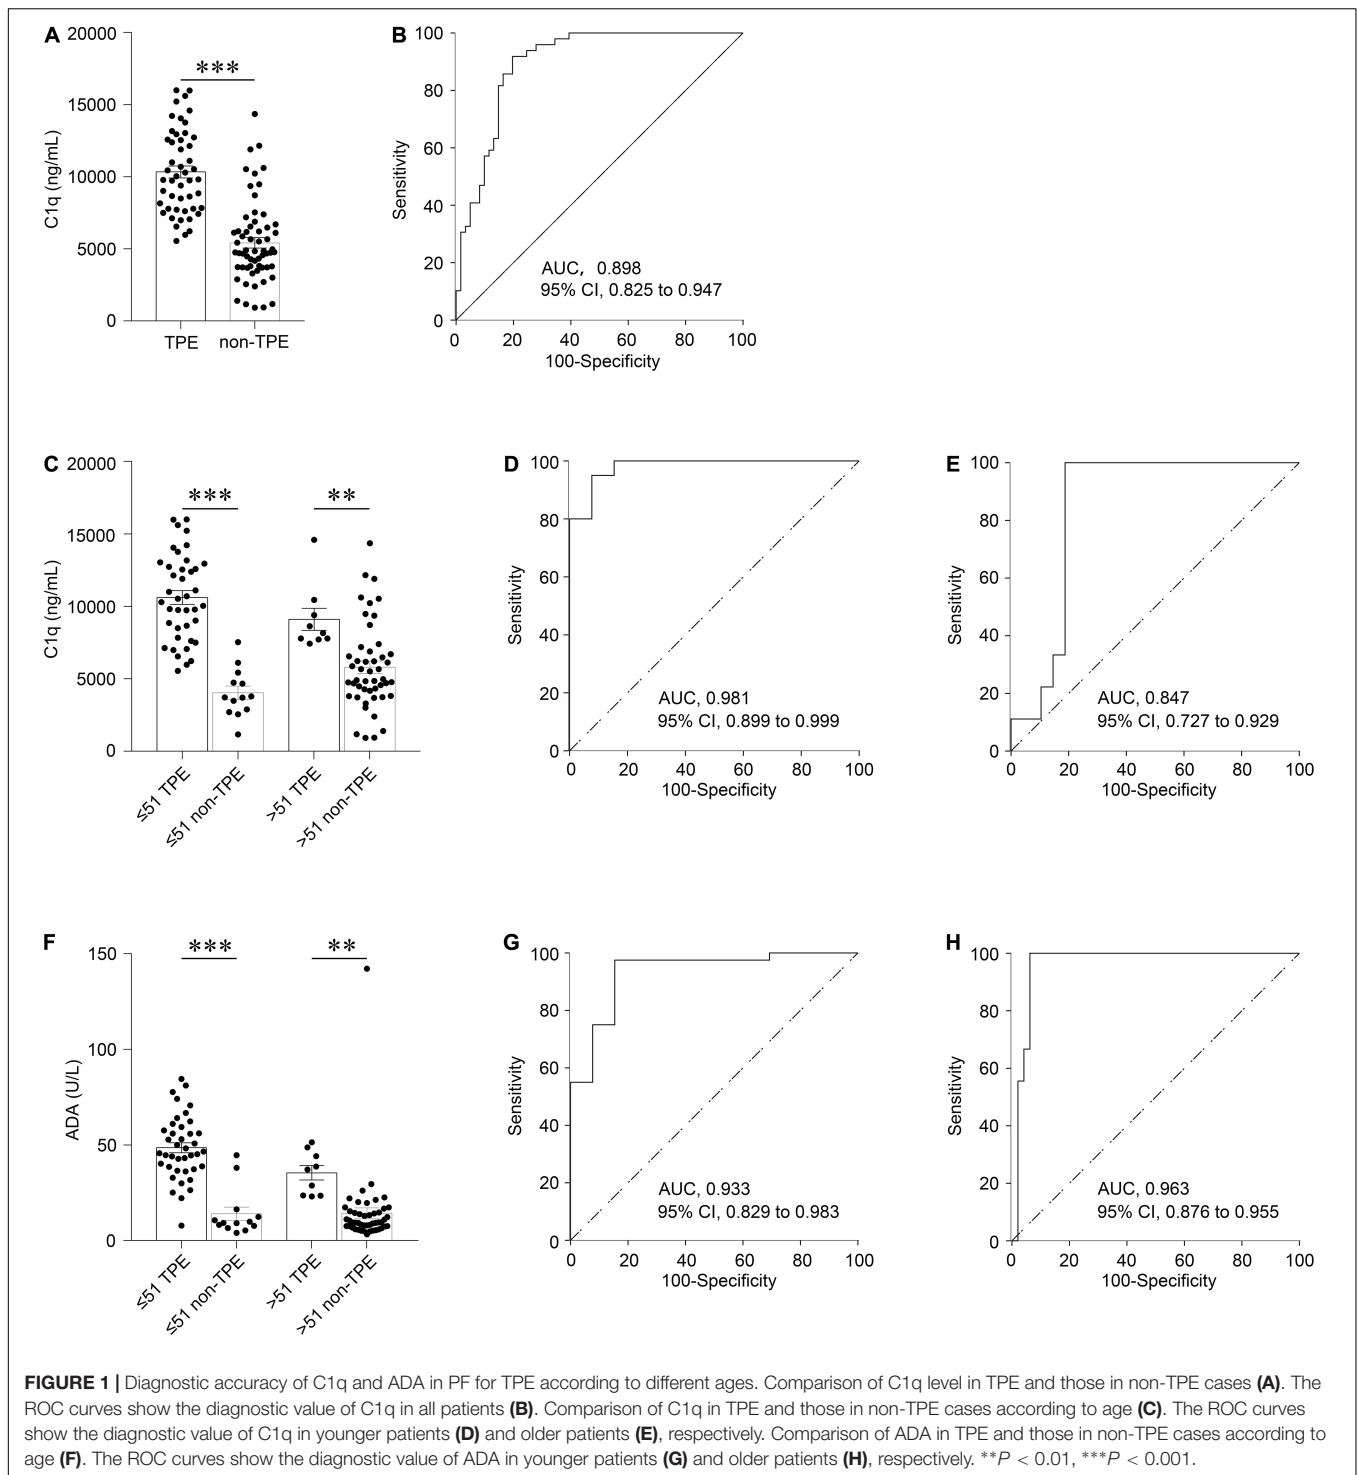 A
20000
15000
10000
5000
0
C1q (ng/mL)
***
TPE
non-TPE
B
100
80
60
40
20
0
Sensitivity
AUC, 0.898
95% CI, 0.825 to 0.947
0 20 40 60 80 100
100-Specificity
C
20000
15000
10000
5000
0
C1q (ng/mL)
***
**
≤51 TPE
≤51 non-TPE
>51 TPE
>51 non-TPE
D
100
80
60
40
20
0
Sensitivity
AUC, 0.981
95% CI, 0.899 to 0.999
0 20 40 60 80 100
100-Specificity
E
100
80
60
40
20
0
Sensitivity
AUC, 0.847
95% CI, 0.727 to 0.929
0 20 40 60 80 100
100-Specificity
F
150
100
50
0
ADA (U/L)
***
**
≤51 TPE
≤51 non-TPE
>51 TPE
>51 non-TPE
G
100
80
60
40
20
0
Sensitivity
AUC, 0.933
95% CI, 0.829 to 0.983
0 20 40 60 80 100
100-Specificity
H
100
80
60
40
20
0
Sensitivity
AUC, 0.963
95% CI, 0.876 to 0.955
0 20 40 60 80 100
100-Specificity
FIGURE 1 | Diagnostic accuracy of C1q and ADA in PF for TPE according to different ages. Comparison of C1q level in TPE and those in non-TPE cases (A). The
ROC curves show the diagnostic value of C1q in all patients (B). Comparison of C1q in TPE and those in non-TPE cases according to age (C). The ROC curves
show the diagnostic value of C1q in younger patients (D) and older patients (E), respectively. Comparison of ADA in TPE and those in non-TPE cases according to
age (F). The ROC curves show the diagnostic value of ADA in younger patients (G) and older patients (H), respectively. **P < 0.01, ***P < 0.001.